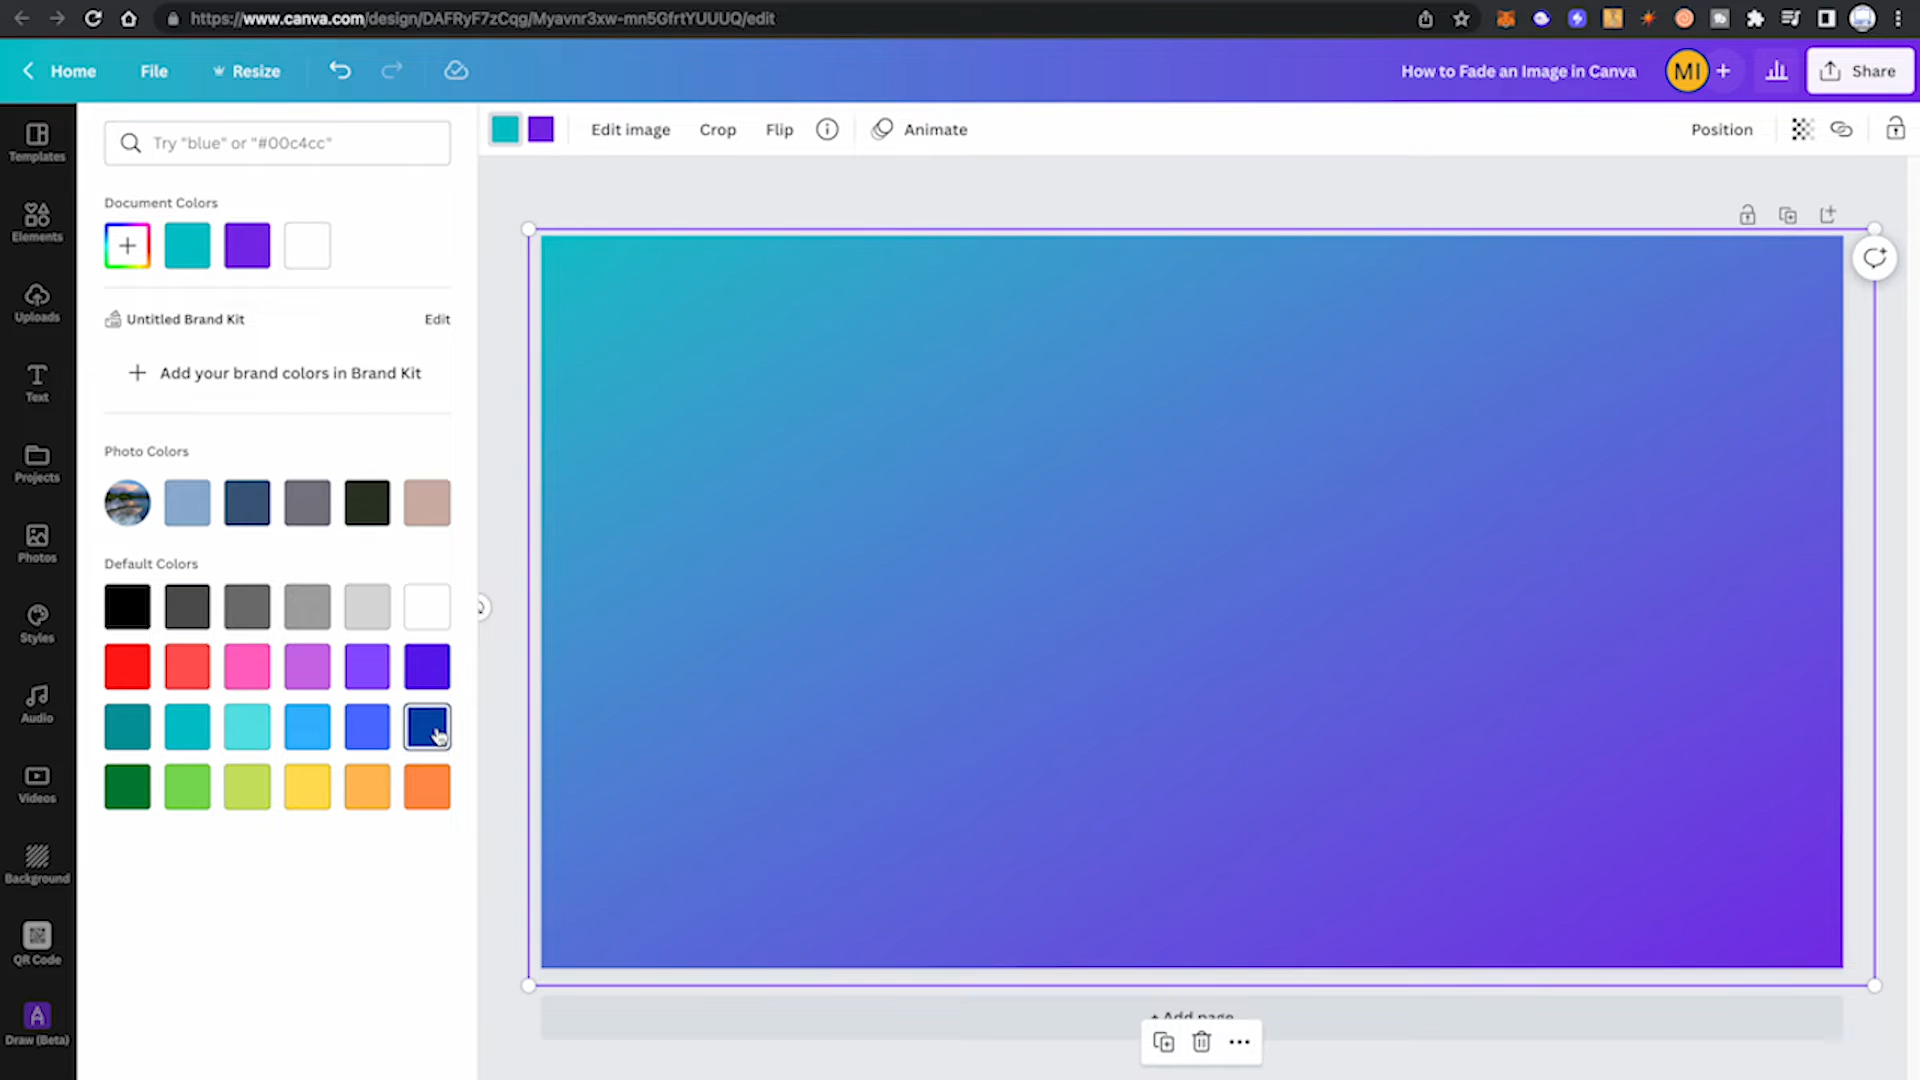 https://www.canva.com/design/DAFRyF7zCqg/Myavnr3xw-mn5GfrtYUUUQ/edit
Home
File
Resize
How to Fade an Image in Canva
MI
Share
Templates
Elements
Uploads
Text
Projects
Photos
Styles
Audio
Videos
Background
QR Code
Draw (Beta)
Try "blue" or "#00c4cc"
Document Colors
Untitled Brand Kit
Edit
Add your brand colors in Brand Kit
Photo Colors
Default Colors
Edit image
Crop
Flip
Animate
Position
+ Add page